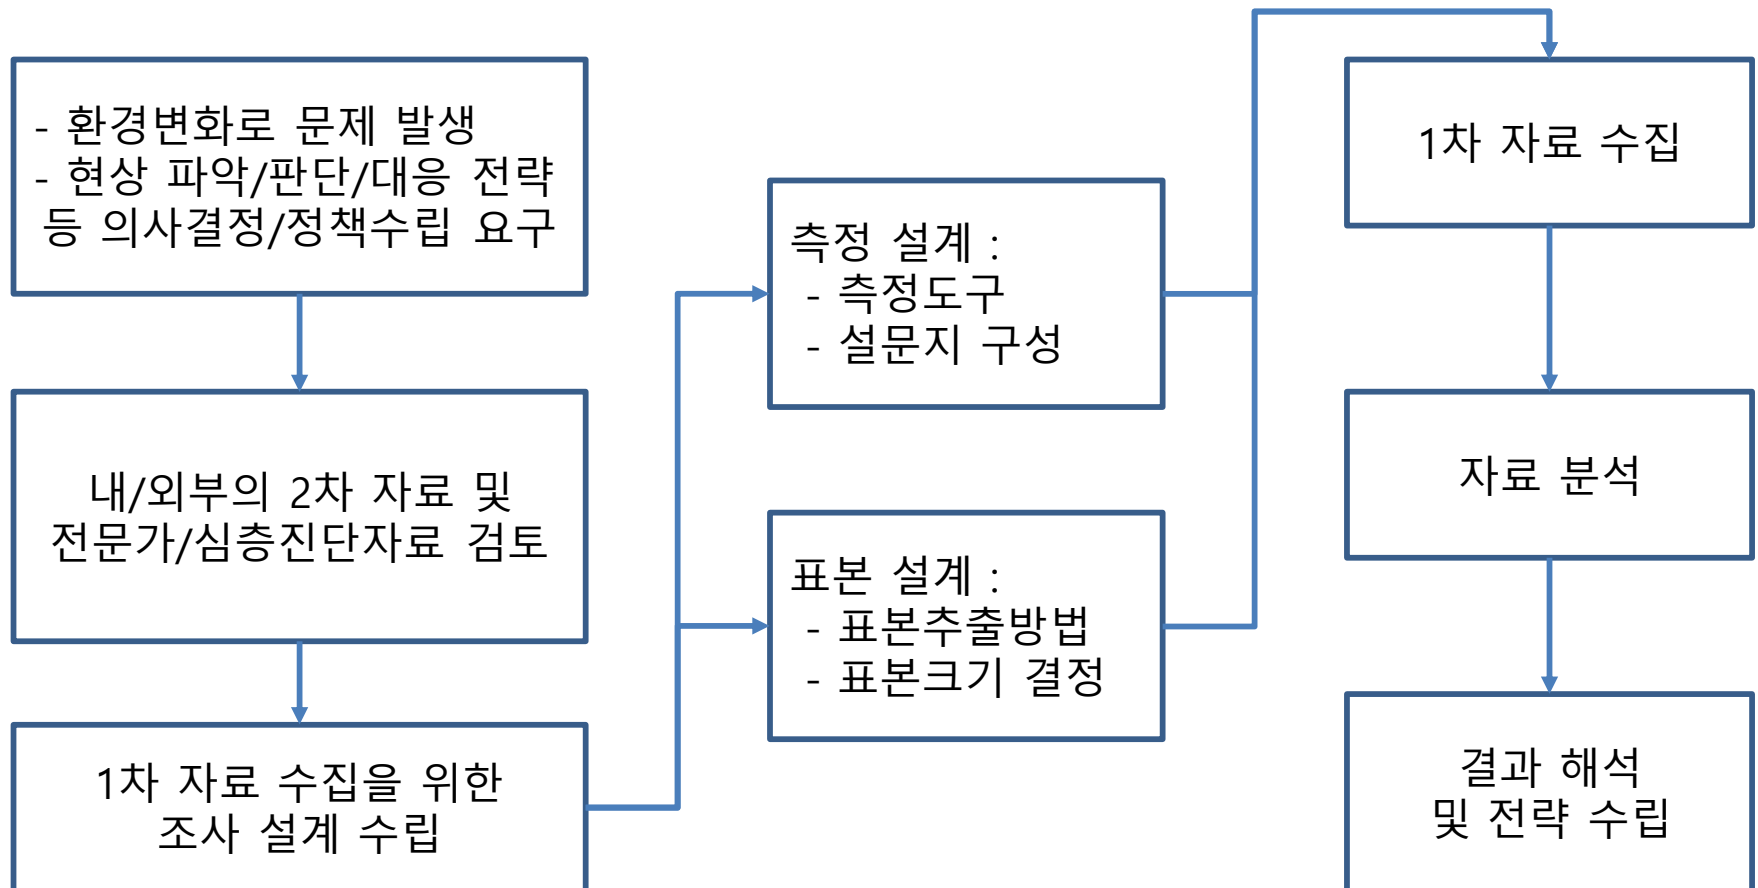 - 환경변화로 문제 발생
- 현상 파악/판단/대응 전략
등 의사결정/정책수립 요구
내/외부의 2차 자료 및
전문가/심층진단자료 검토
1차 자료 수집을 위한
조사 설계 수립
측정 설계 :
- 측정도구
- 설문지 구성
표본 설계 :
- 표본추출방법
- 표본크기 결정
1차 자료 수집
자료 분석
결과 해석
및 전략 수립